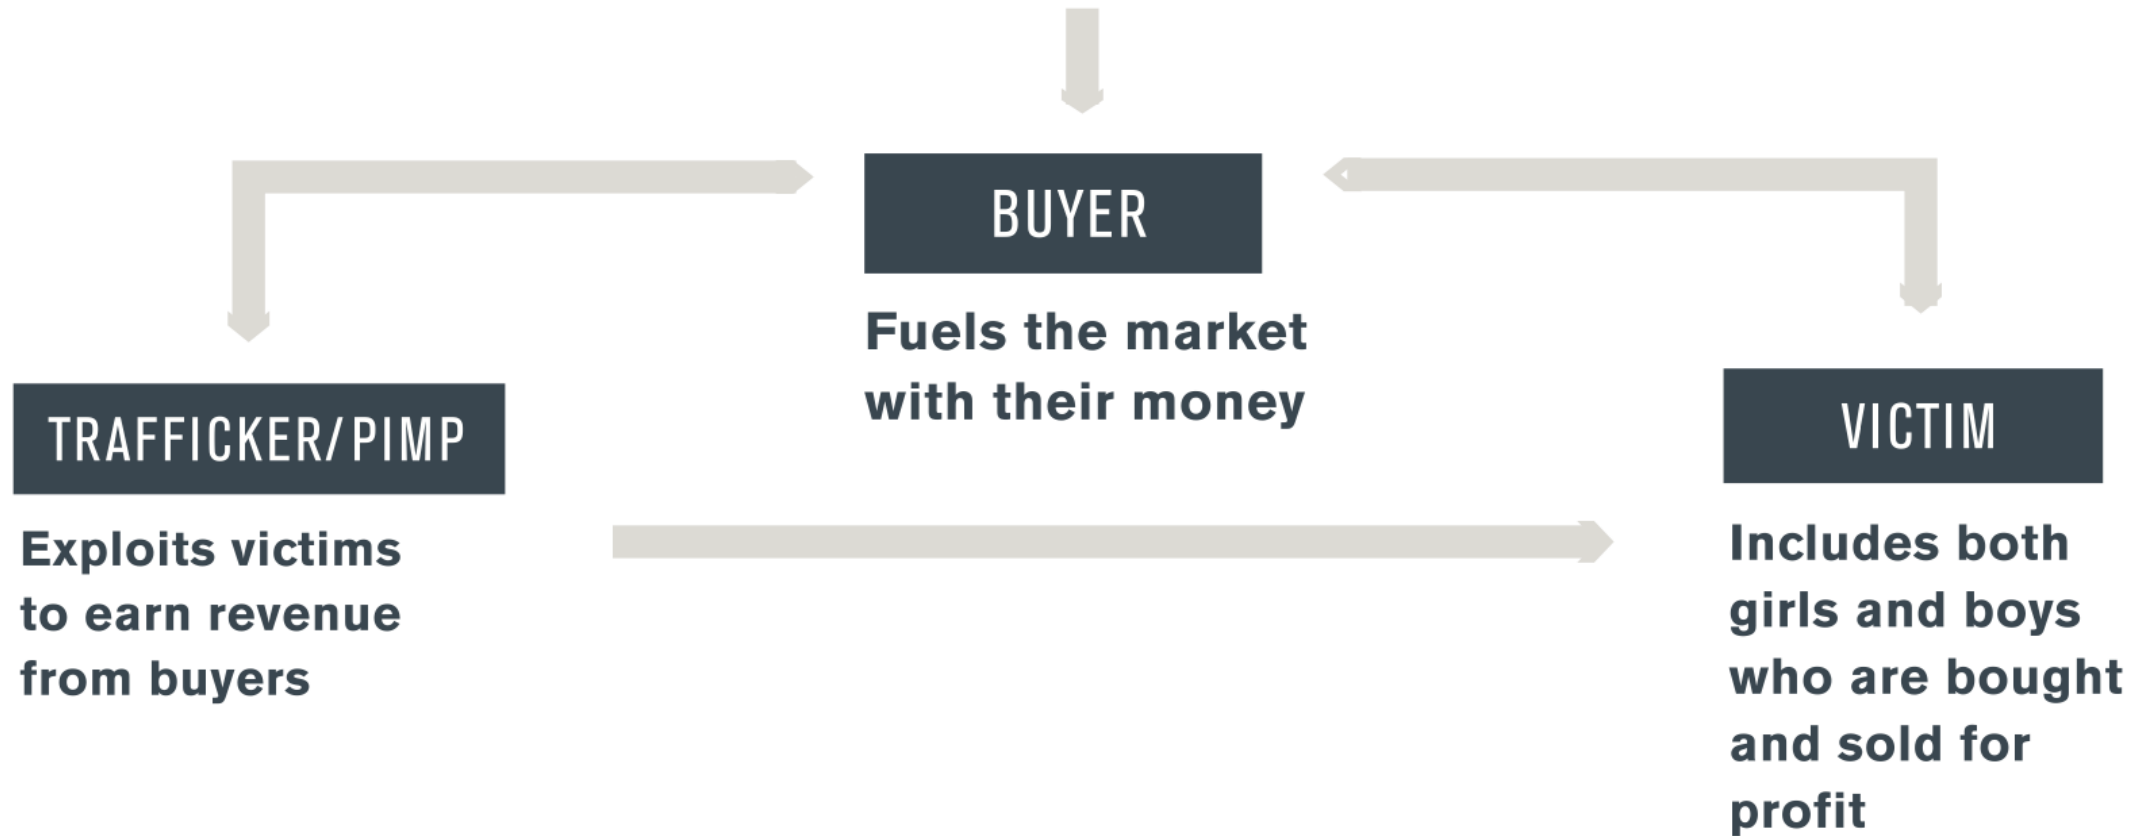 BUYER
Fuels the market
with their money
TRAFFICKER/PIMP
Exploits victims
to earn revenue
from buyers
VICTIM
Includes both
girls and boys
who are bought
and sold for
profit